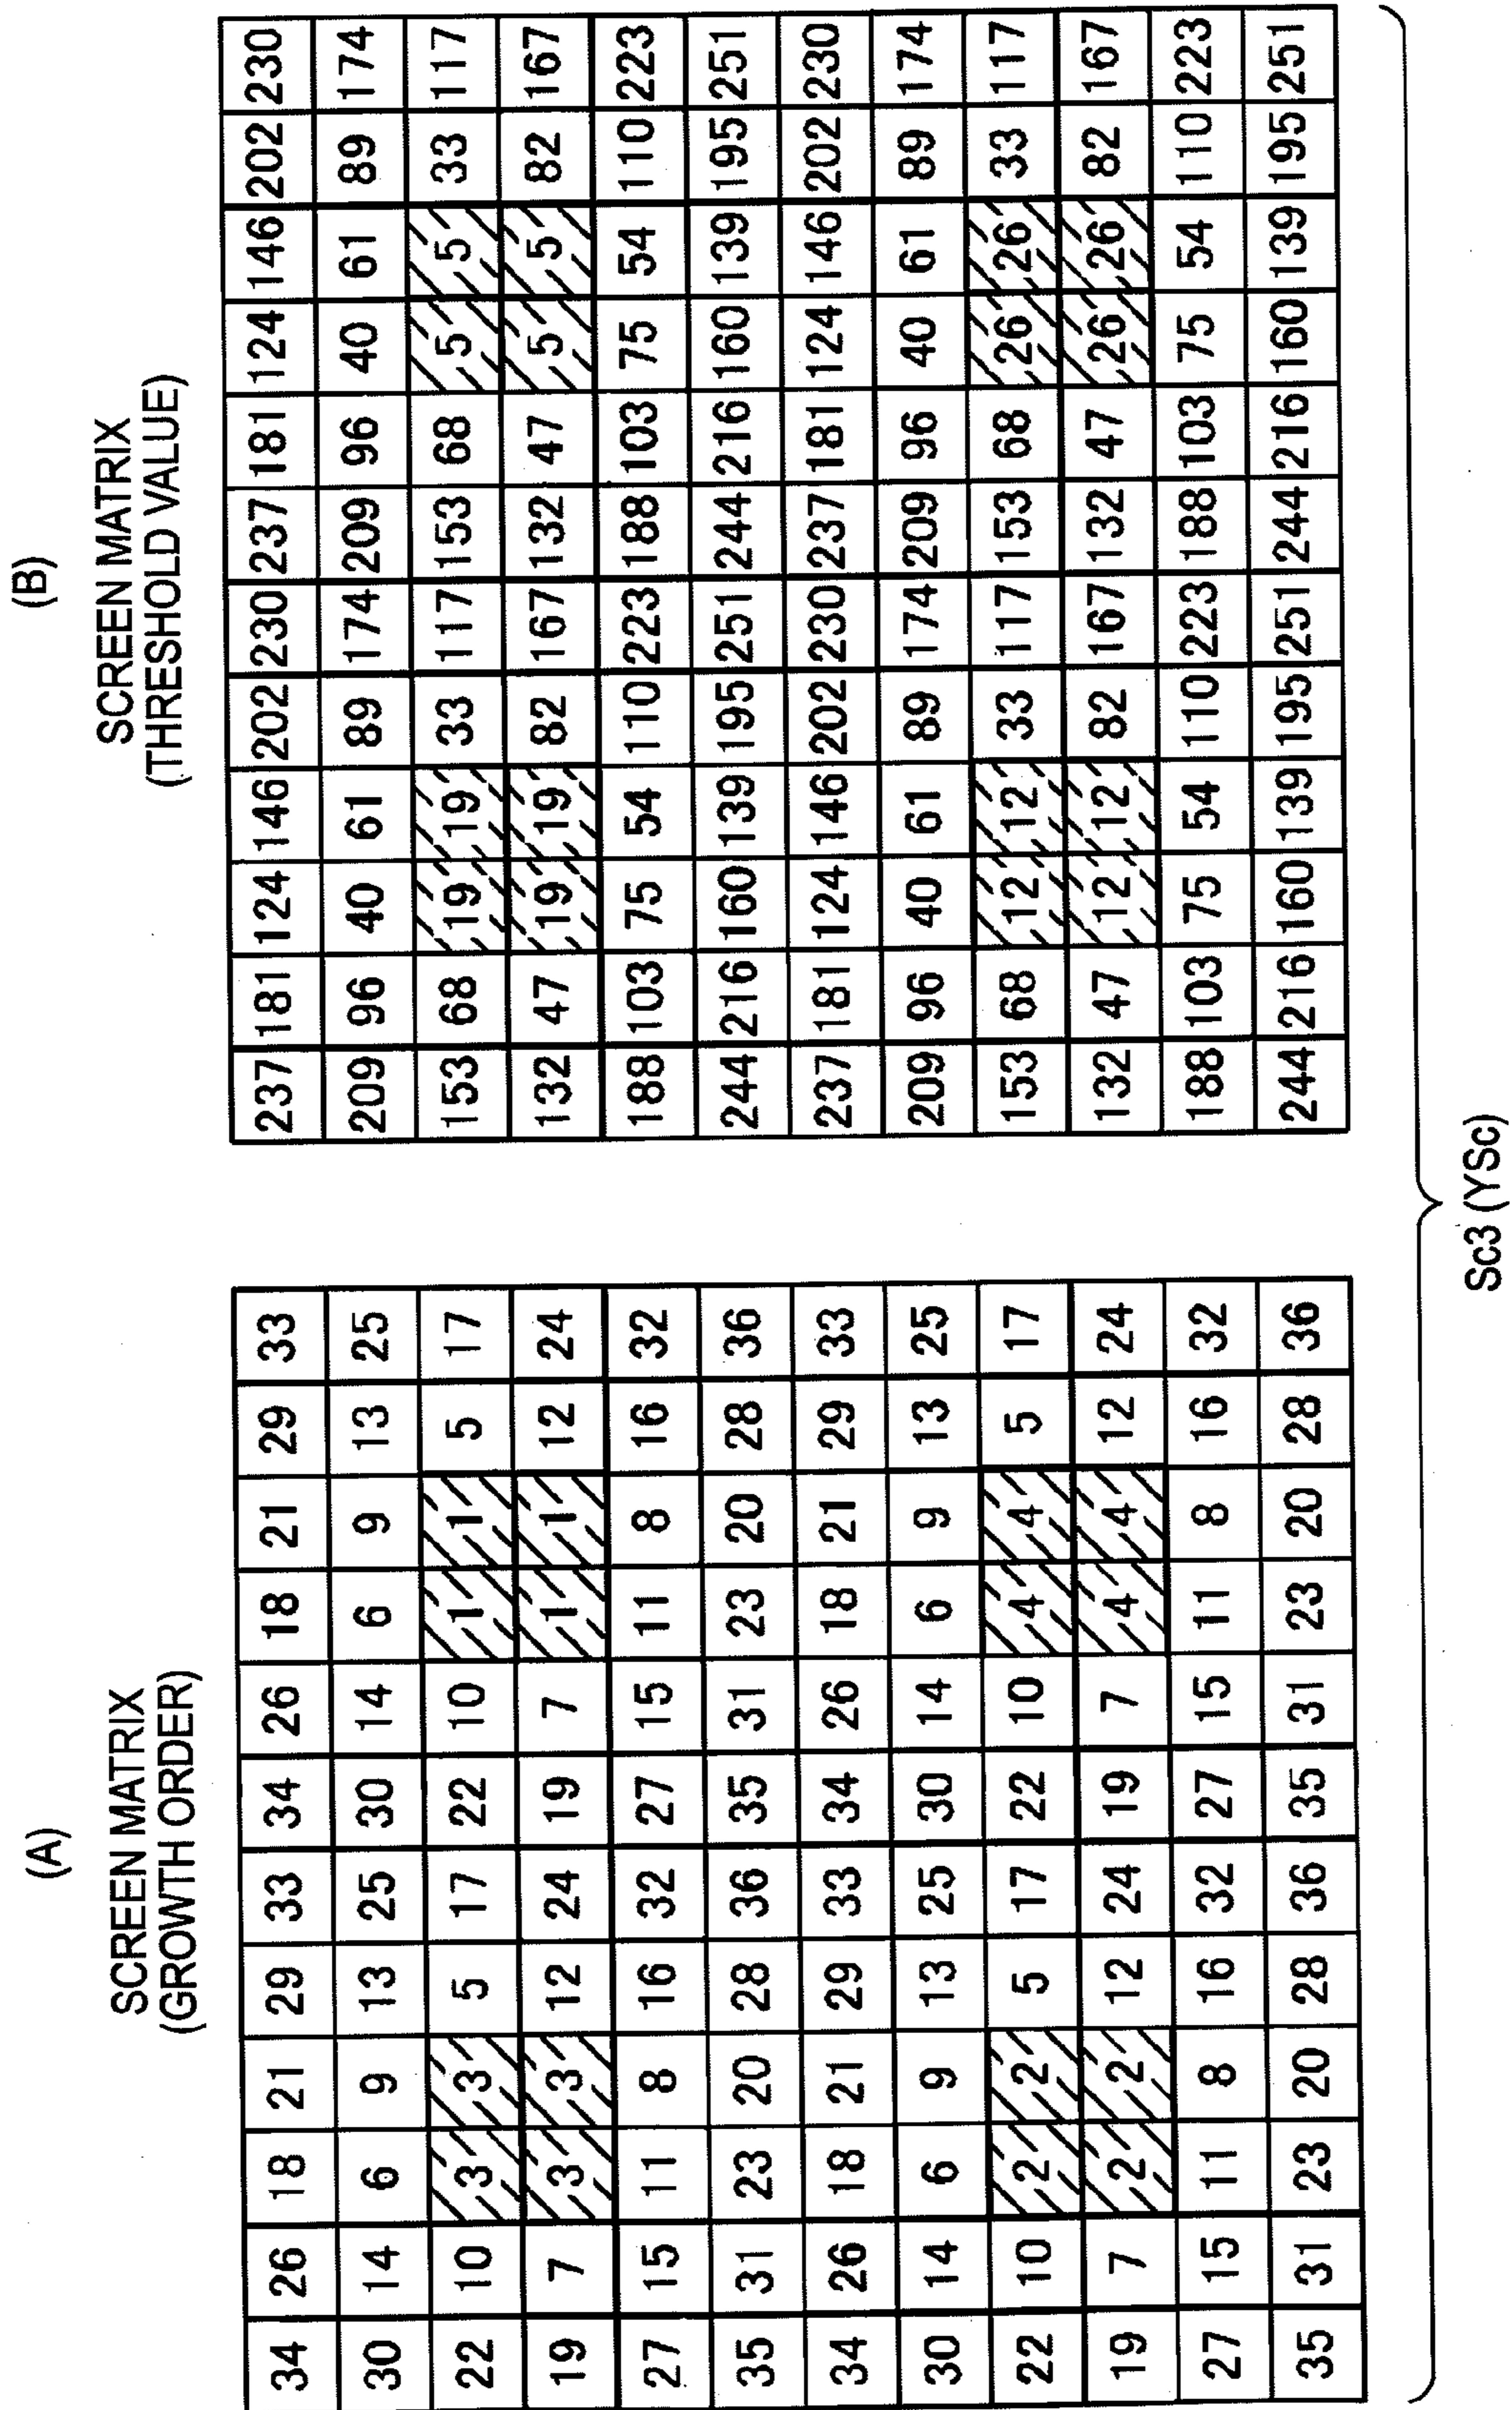 (A)
SCREEN MATRIX
(GROWTH ORDER)
34 26 18 21 29 33 34 26 18 21 29 33
30 14 6 9 13 25 30 14 6 9 13 25
22 10 3 3 5 17 22 10 1 1 5 17
19 7 3 3 12 24 19 7 1 1 12 24
27 15 11 8 16 32 27 15 11 8 16 32
35 31 23 20 28 36 35 31 23 20 28 36
34 26 18 21 29 33 34 26 18 21 29 33
30 14 6 9 13 25 30 14 6 9 13 25
22 10 2 2 5 17 22 10 4 4 5 17
19 7 2 2 12 24 19 7 4 4 12 24
27 15 11 8 16 32 27 15 11 8 16 32
35 31 23 20 28 36 35 31 23 20 28 36
(B)
SCREEN MATRIX
(THRESHOLD VALUE)
237 181 124 146 202 230 237 181 124 146 202 230
209 96 40 61 89 174 209 96 40 61 89 174
153 68 19 19 33 117 153 68 5 5 33 117
132 47 19 19 82 167 132 47 5 5 82 167
188 103 75 54 110 223 188 103 75 54 110 223
244 216 160 139 195 251 244 216 160 139 195 251
237 181 124 146 202 230 237 181 124 146 202 230
209 96 40 61 89 174 209 96 40 61 89 174
153 68 12 12 33 117 153 68 26 26 33 117
132 47 12 12 82 167 132 47 26 26 82 167
188 103 75 54 110 223 188 103 75 54 110 223
244 216 160 139 195 251 244 216 160 139 195 251
Sc3 (YSc)